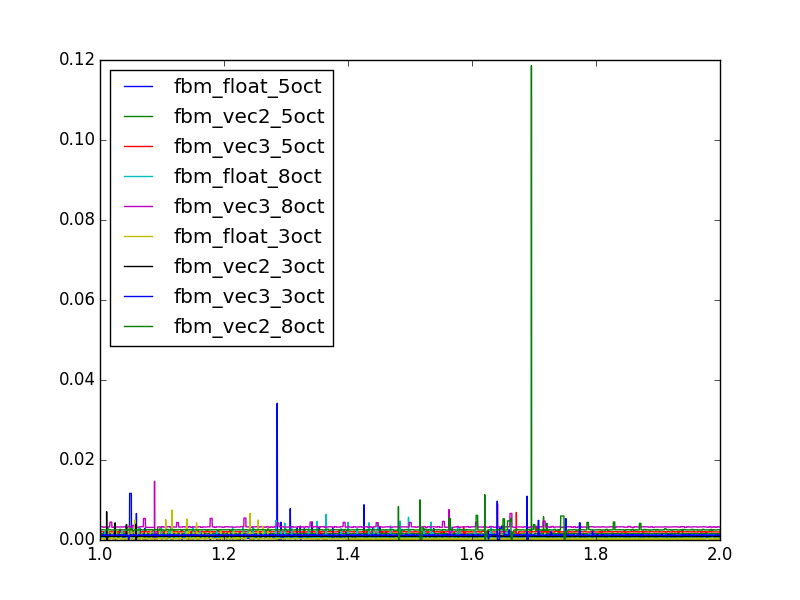 0.12
0.10
0.08
0.06
0.04
0.02
0.00
fbm_float_5oct
fbm_vec2_5oct
fbm_vec3_5oct
fbm_float_8oct
fbm_vec3_8oct
fbm_float_3oct
fbm_vec2_3oct
fbm_vec3_3oct
fbm_vec2_8oct
1.0 1.2 1.4 1.6 1.8 2.0